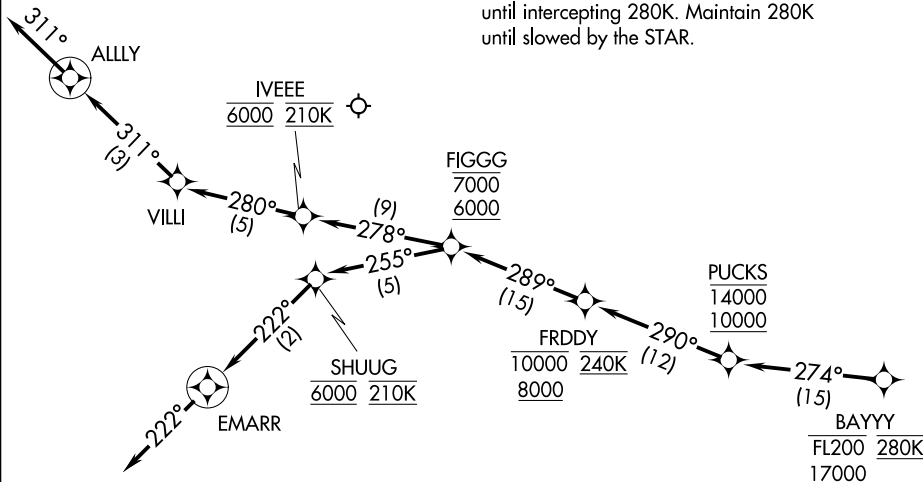 until intercepting 280K. Maintain 280K
until slowed by the STAR.
311°
ALLLY
IVEEE
6000 210K
311°
(3)
FIGGG
7000
6000
VILLI
280°
(5)
(9)
278°
255°
(5)
289°
(15)
PUCKS
14000
10000
222°
(2)
FRDDY
10000 240K
8000
290°
(12)
SHUUG
6000 210K
274°
(15)
EMARR
222°
BAYYY
FL200 280K
17000